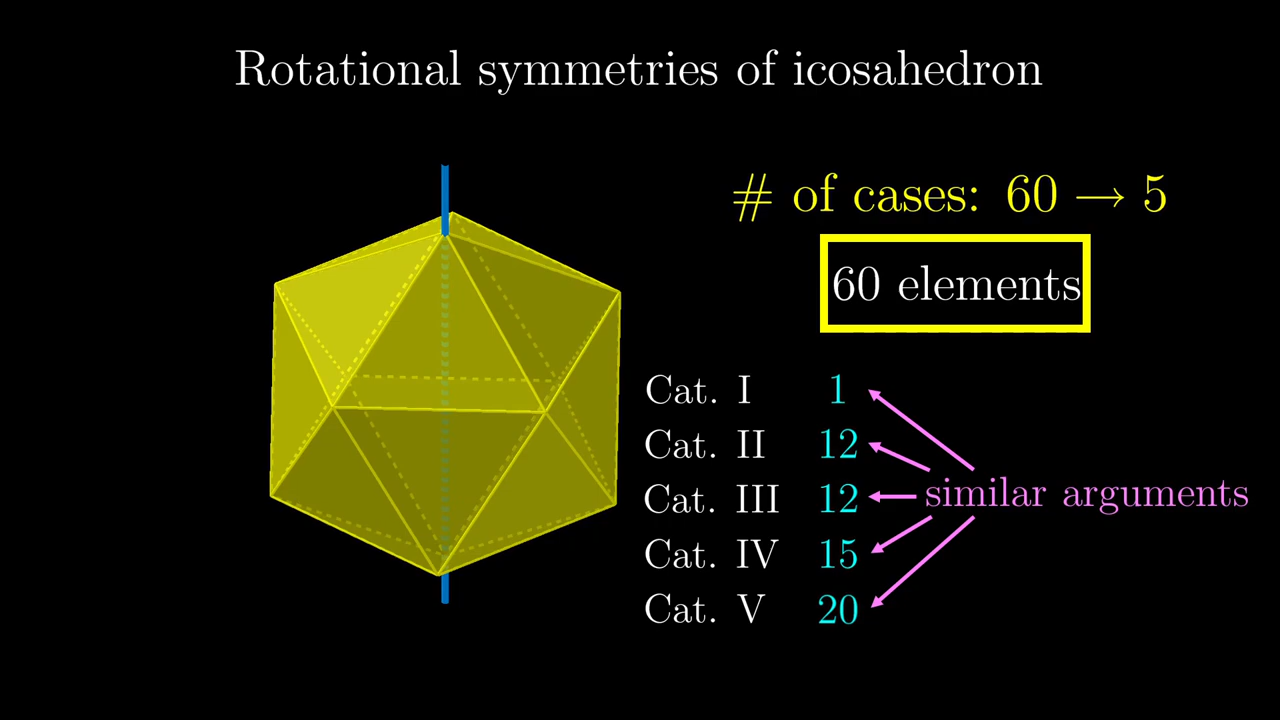 Rotational symmetries of icosahedron
# of cases: 60 → 5
60 elements
Cat. I 1
Cat. II 12
Cat. III 12
similar arguments
Cat. IV 15
Cat. V 20